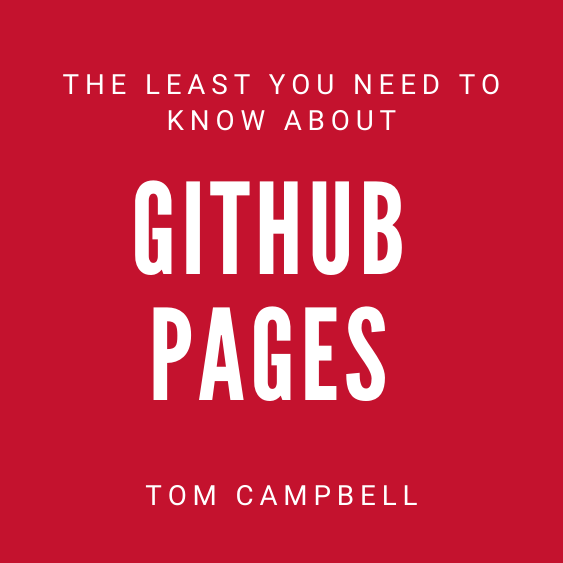 THE LEAST YOU NEED TO
KNOW ABOUT
GITHUB
PAGES
TOM CAMPBELL